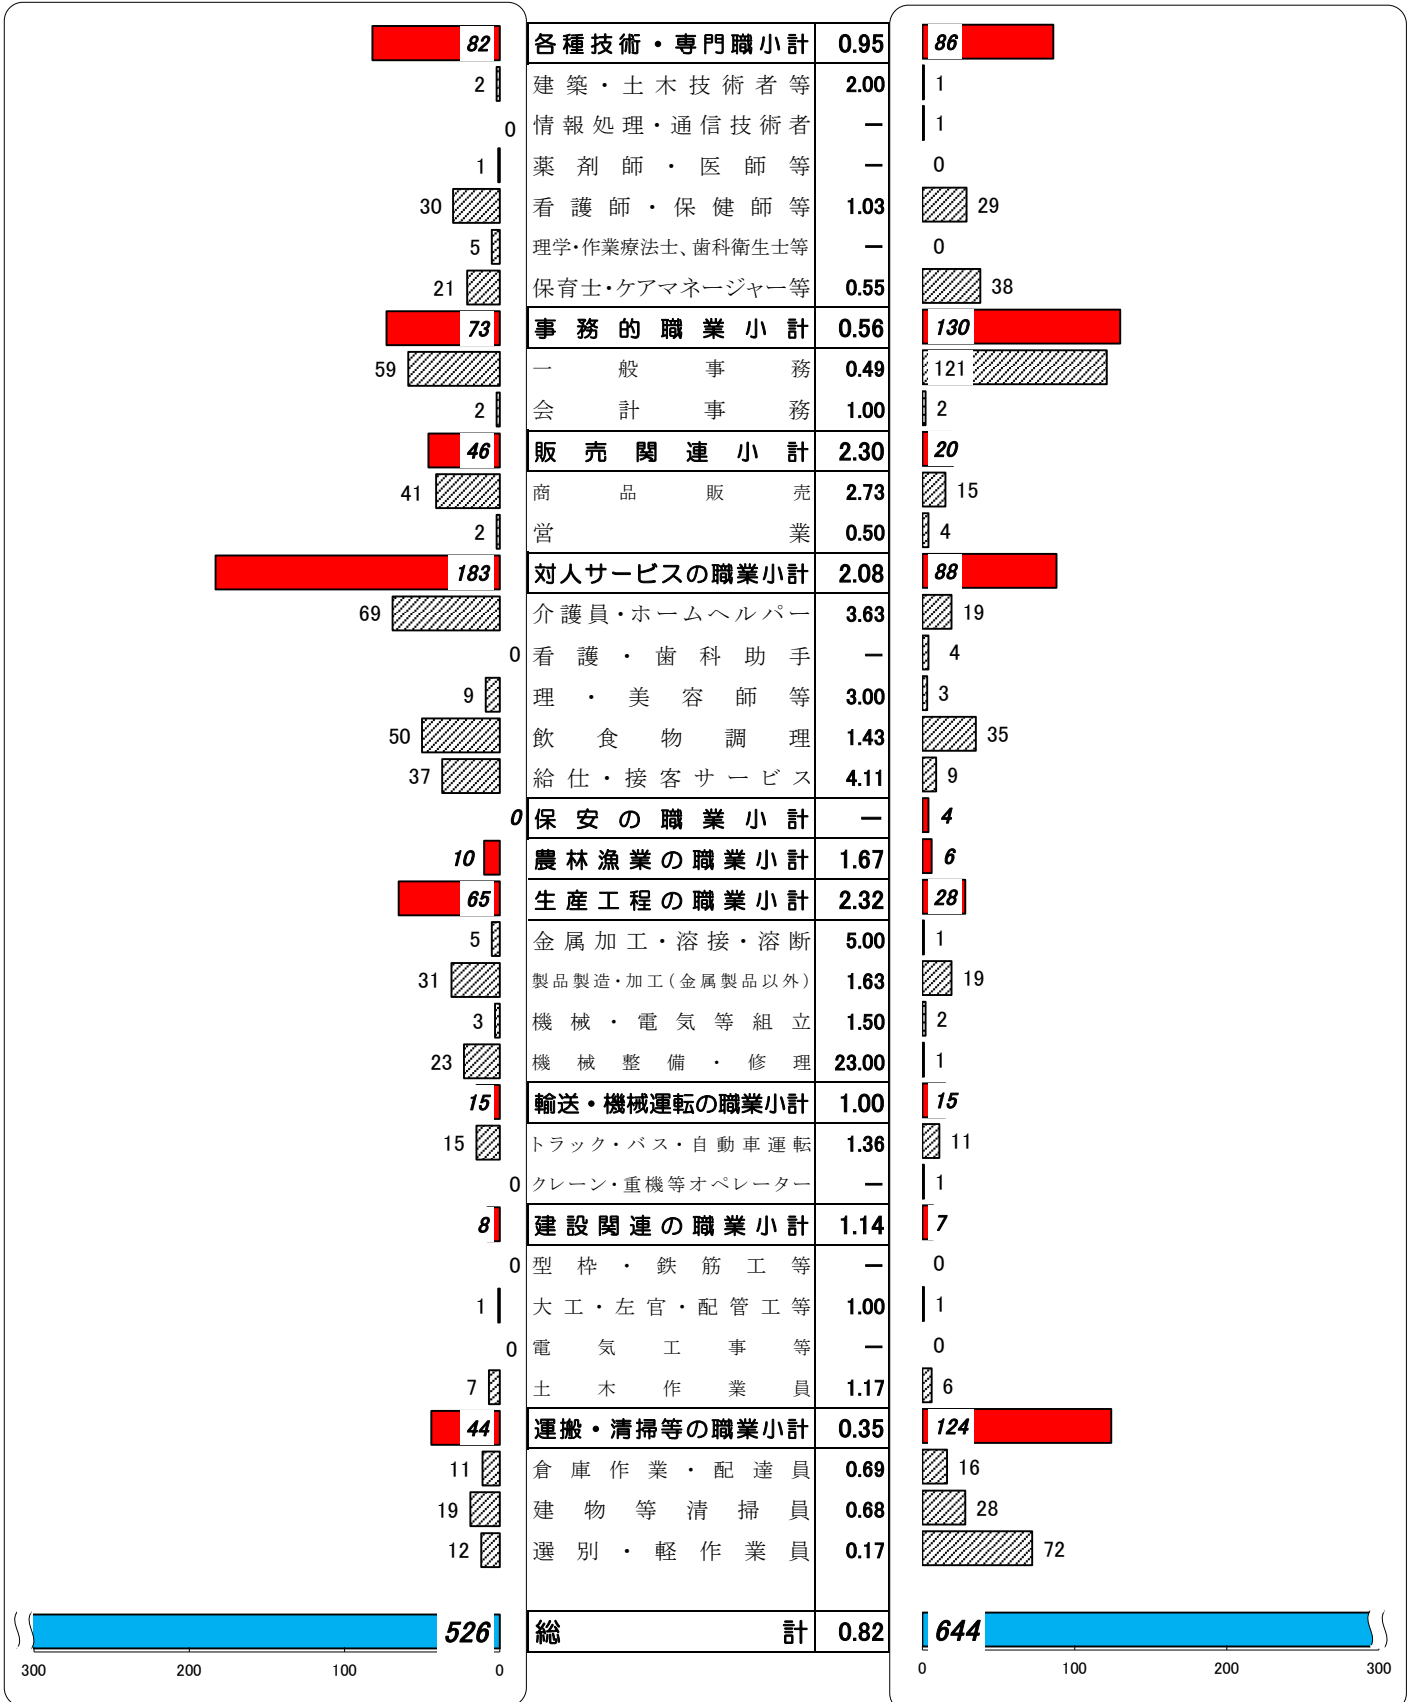 82 各種技術・専門職小計 0.95 86
2 建築・土木技術者等 2.00 1
0 情報処理・通信技術者 ー 1
1 薬剤師・医師等 ー 0
30 看護師・保健師等 1.03 29
5 理学・作業療法士、歯科衛生士等 ー 0
21 保育士・ケアマネージャー等 0.55 38
73 事務的職業小計 0.56 130
59 一般事務 0.49 121
2 会計事務 1.00 2
46 販売関連小計 2.30 20
41 商品販売 2.73 15
2 営業 0.50 4
183 対人サービスの職業小計 2.08 88
69 介護員・ホームヘルパー 3.63 19
0 看護・歯科助手 ー 4
9 理・美容師等 3.00 3
50 飲食物調理 1.43 35
37 給仕・接客サービス 4.11 9
0 保安の職業小計 ー 4
10 農林漁業の職業小計 1.67 6
65 生産工程の職業小計 2.32 28
5 金属加工・溶接・溶断 5.00 1
31 製品製造・加工(金属製品以外) 1.63 19
3 機械・電気等組立 1.50 2
23 機械整備・修理 23.00 1
15 輸送・機械運転の職業小計 1.00 15
15 トラック・バス・自動車運転 1.36 11
0 クレーン・重機等オペレーター ー 1
8 建設関連の職業小計 1.14 7
0 型枠・鉄筋工等 ー 0
1 大工・左官・配管工等 1.00 1
0 電気工事等 ー 0
7 土木作業員 1.17 6
44 運搬・清掃等の職業小計 0.35 124
11 倉庫作業・配達員 0.69 16
19 建物等清掃員 0.68 28
12 選別・軽作業員 0.17 72
526 総計 0.82 644
300 200 100 0 0 100 200 300